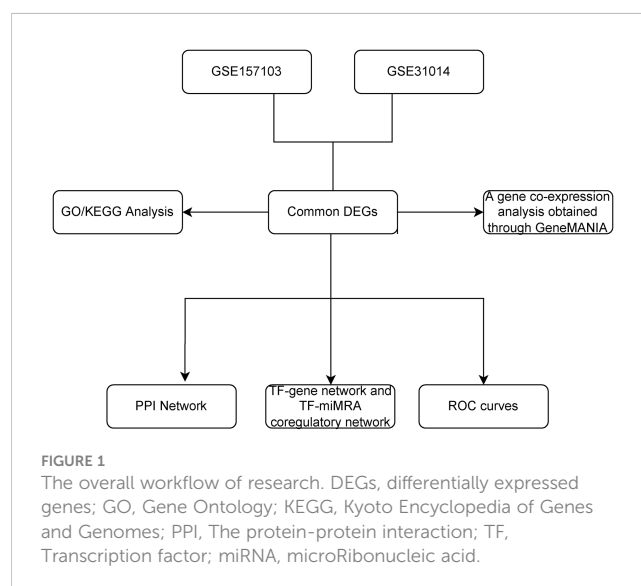 GSE157103
GSE31014
GO/KEGG Analysis
Common DEGs
A gene co-expression
analysis obtained
through GeneMANIA
PPI Network
TF-gene network and
TF-miMRA
coregulatory network
ROC curves
FIGURE 1
The overall workflow of research. DEGs, differentially expressed
genes; GO, Gene Ontology; KEGG, Kyoto Encyclopedia of Genes
and Genomes; PPI, The protein-protein interaction; TF,
Transcription factor; miRNA, microRibonucleic acid.